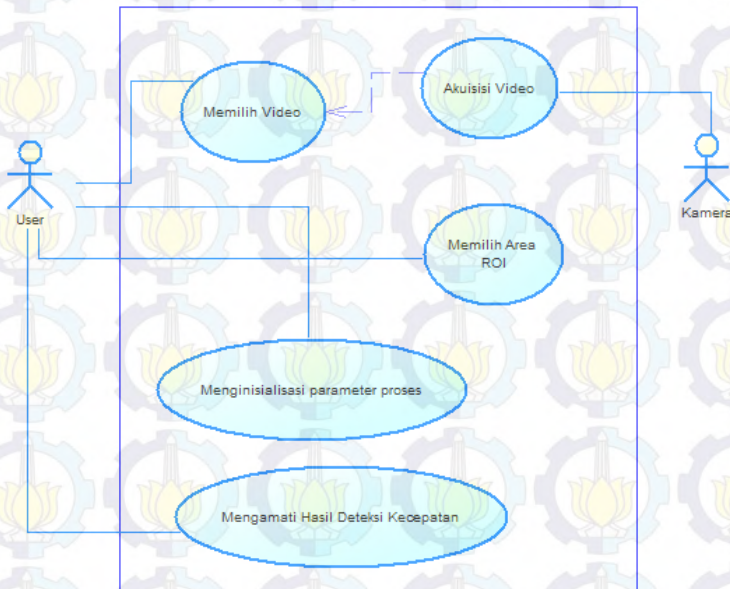 Memilih Video
Akuisisi Video
User
Kamera
Memilih Area
ROI
Menginisialisasi parameter proses
Mengamati Hasil Deteksi Kecepatan